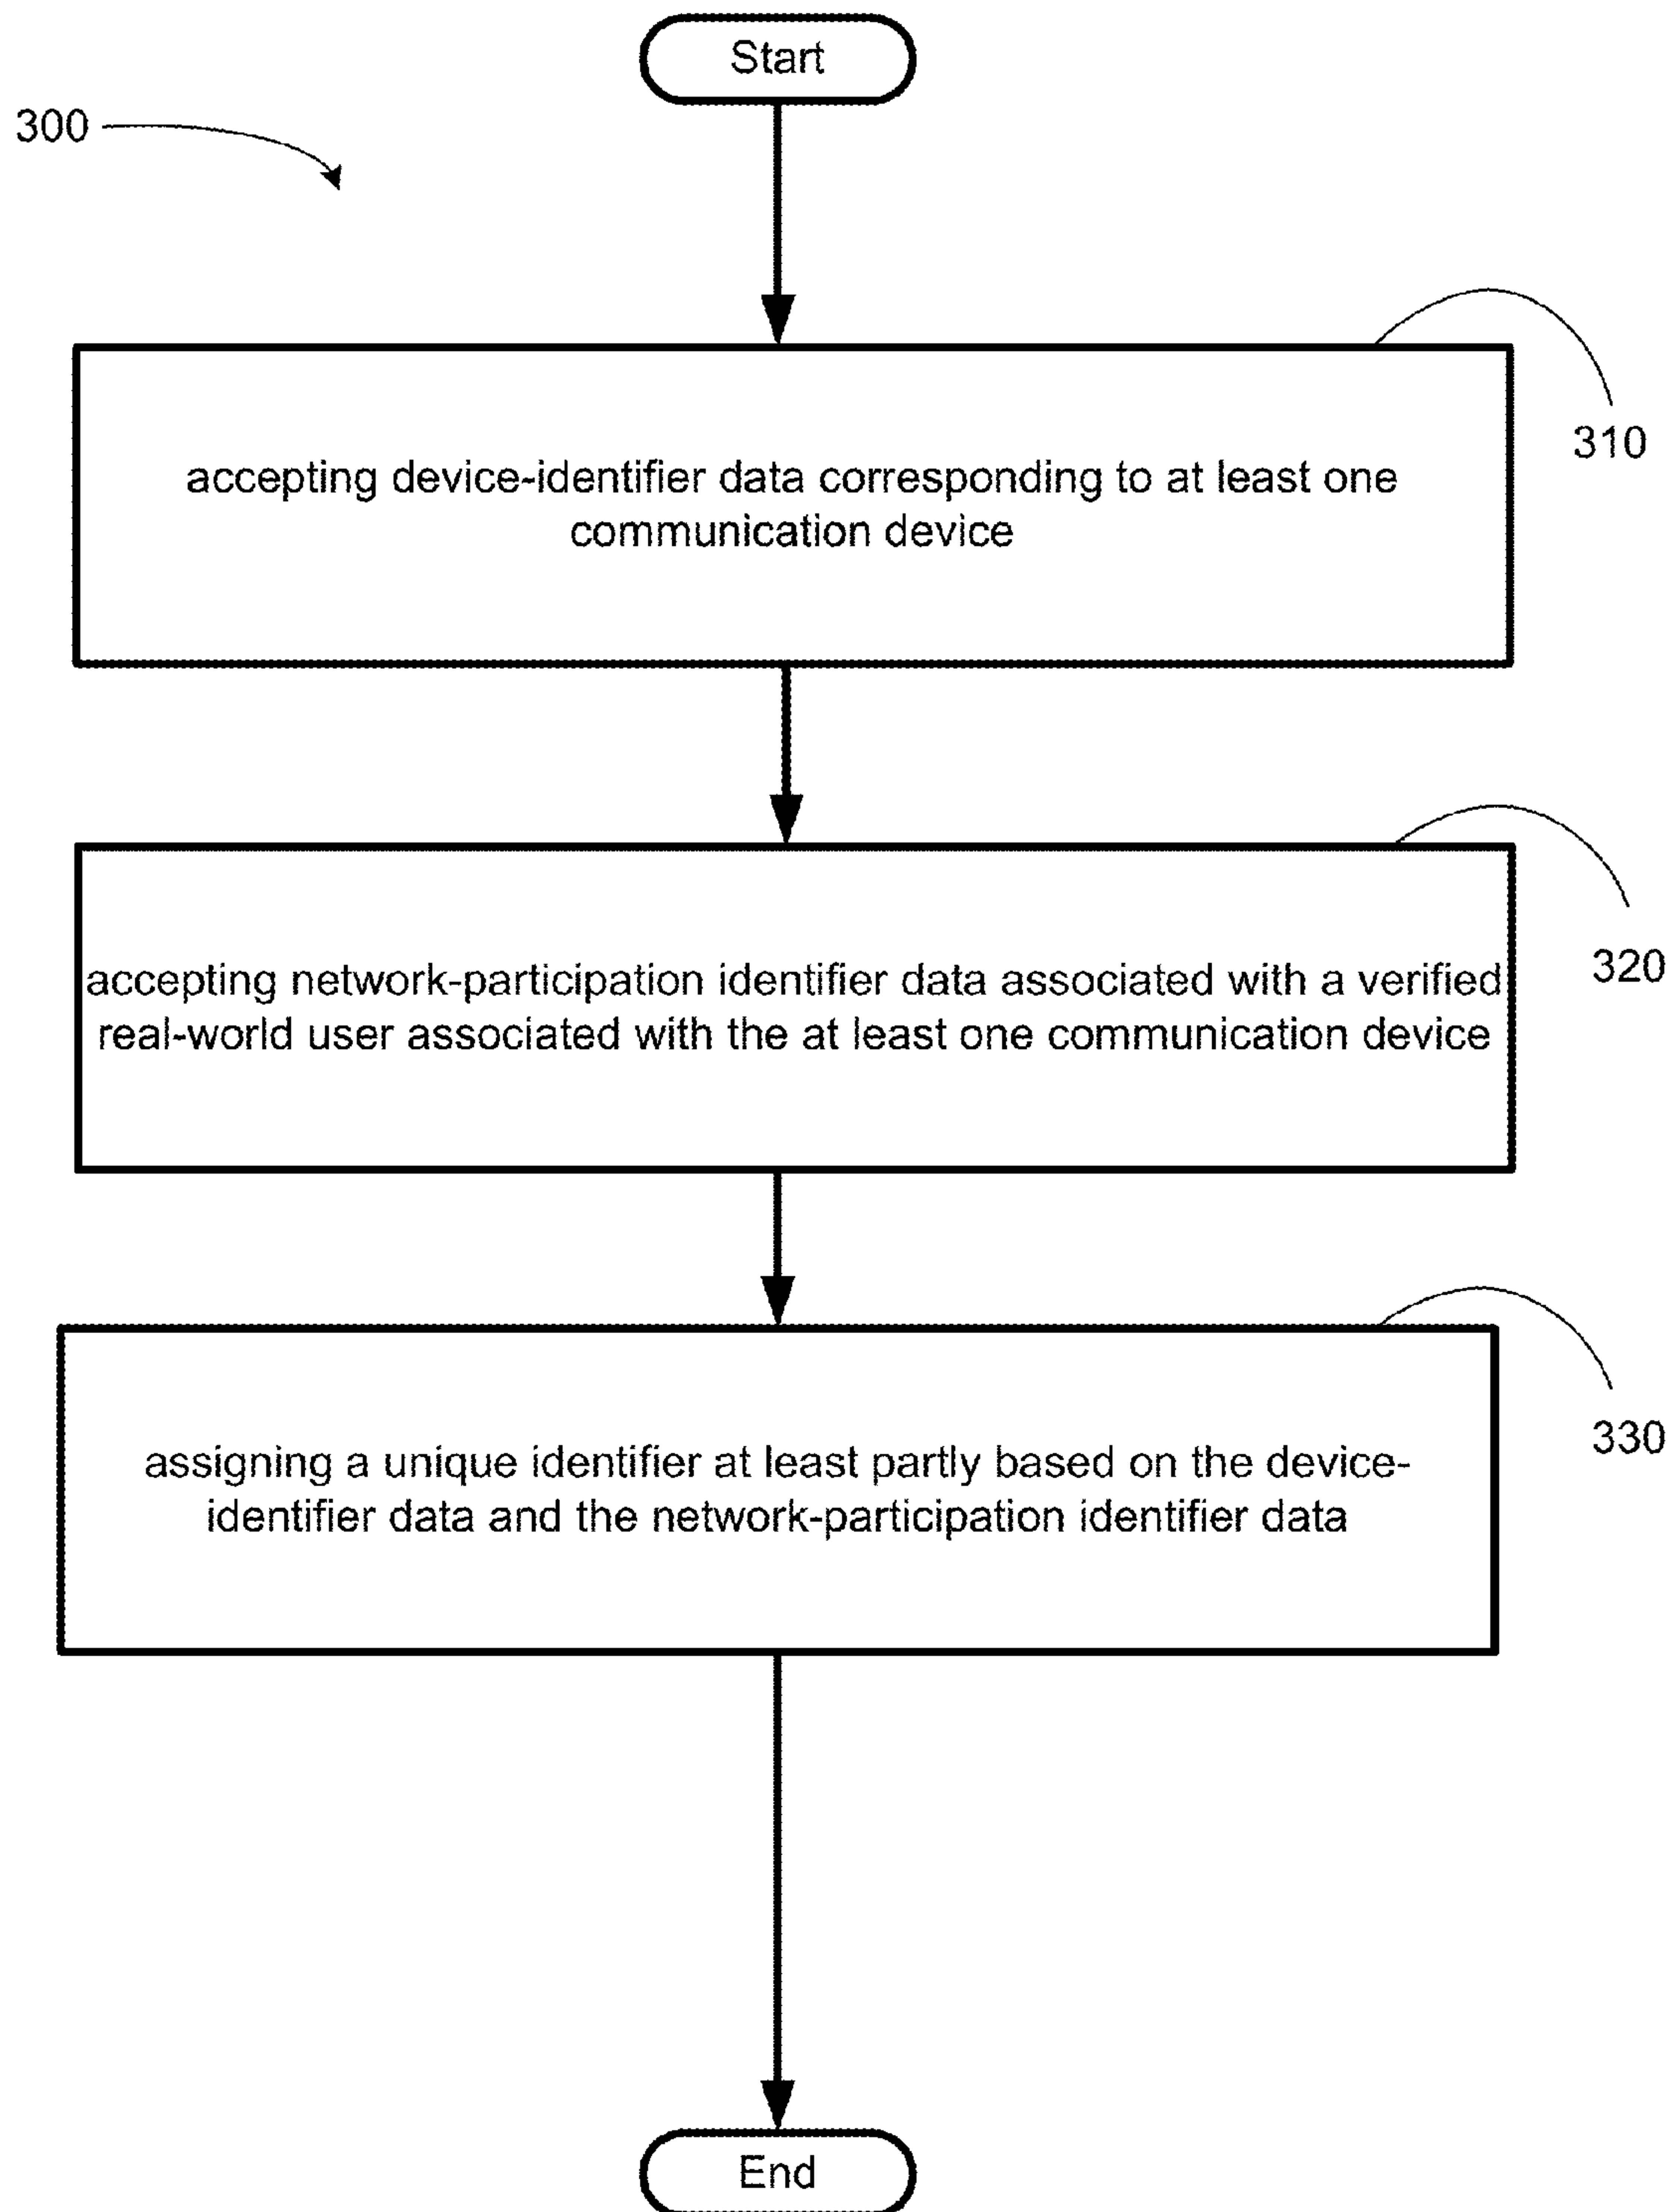 Start
300
310
accepting device-identifier data corresponding to at least one
communication device
320
accepting network-participation identifier data associated with a verified
real-world user associated with the at least one communication device
330
assigning a unique identifier at least partly based on the device-
identifier data and the network-participation identifier data
End